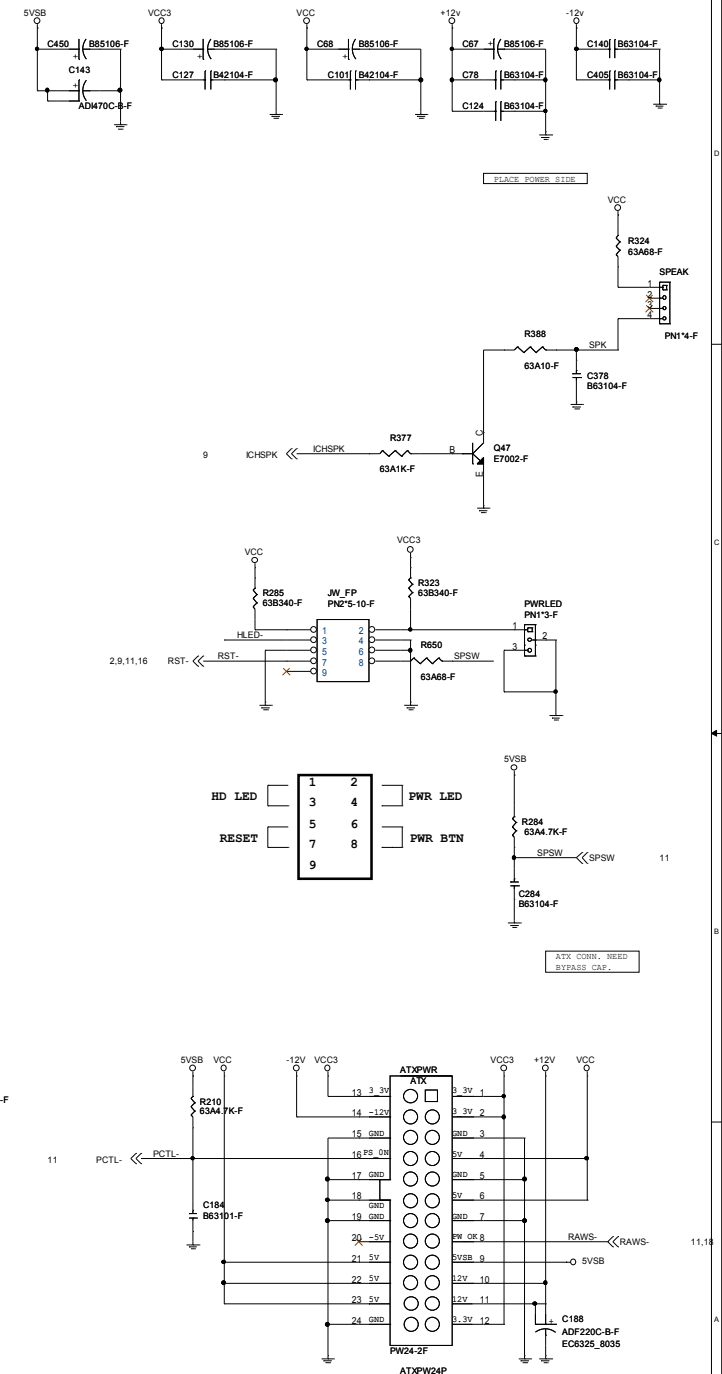 5VSB VCC3 VCC +12v -12v
C450 B85106-F C130 B85106-F C68 B85106-F C67 B85106-F C140 B63104-F
C143 C127 B42104-F C101 B42104-F C78 B63104-F C405 B63104-F
ADI470C-B-F C124 B63104-F
PLACE POWER SIDE
D
VCC
R324
63A68-F
SPEAK
1
2
3
4
PN1*4-F
R388
63A10-F
SPK
C378
B63104-F
9 ICHSPK ICHSPK
R377
63A1K-F
B
C
E
Q47
E7002-F
C
VCC
R285
63B340-F
JW_FP
PN2*5-10-F
VCC3
R323
63B340-F
PWRLED
PN1*3-F
1 2
1
2
3
HLED- 3 4
5 6
R650
2,9,11,16 RST- RST- 7 8
SPSW
63A68-F
9
1 2
HD LED PWR LED
3 4
5 6
RESET PWR BTN
7 8
9
5VSB
R284
63A4.7K-F
SPSW SPSW 11
C284
B63104-F
B
ATX CONN. NEED
BYPASS CAP.
5VSB VCC -12V VCC3 VCC3 +12V VCC
ATXPWR
ATX
-F
R210
63A4.7K-F
13 3_3V 3_3V 1
14 -12V 3_3V 2
15 GND GND 3
11 PCTL- PCTL- 16 PS_ON 5V 4
17 GND GND 5
18 GND 5V 6
C184
B63101-F
19 GND GND 7
20 -5V PW_OK 8 RAWS- RAWS- 11,18
21 5V 5VSB 9 5VSB
22 5V 12V 10
23 5V 12V 11
24 GND 3.3V 12
C188
ADF220C-B-F
EC6325_8035
A
PW24-2F
ATXPW24P